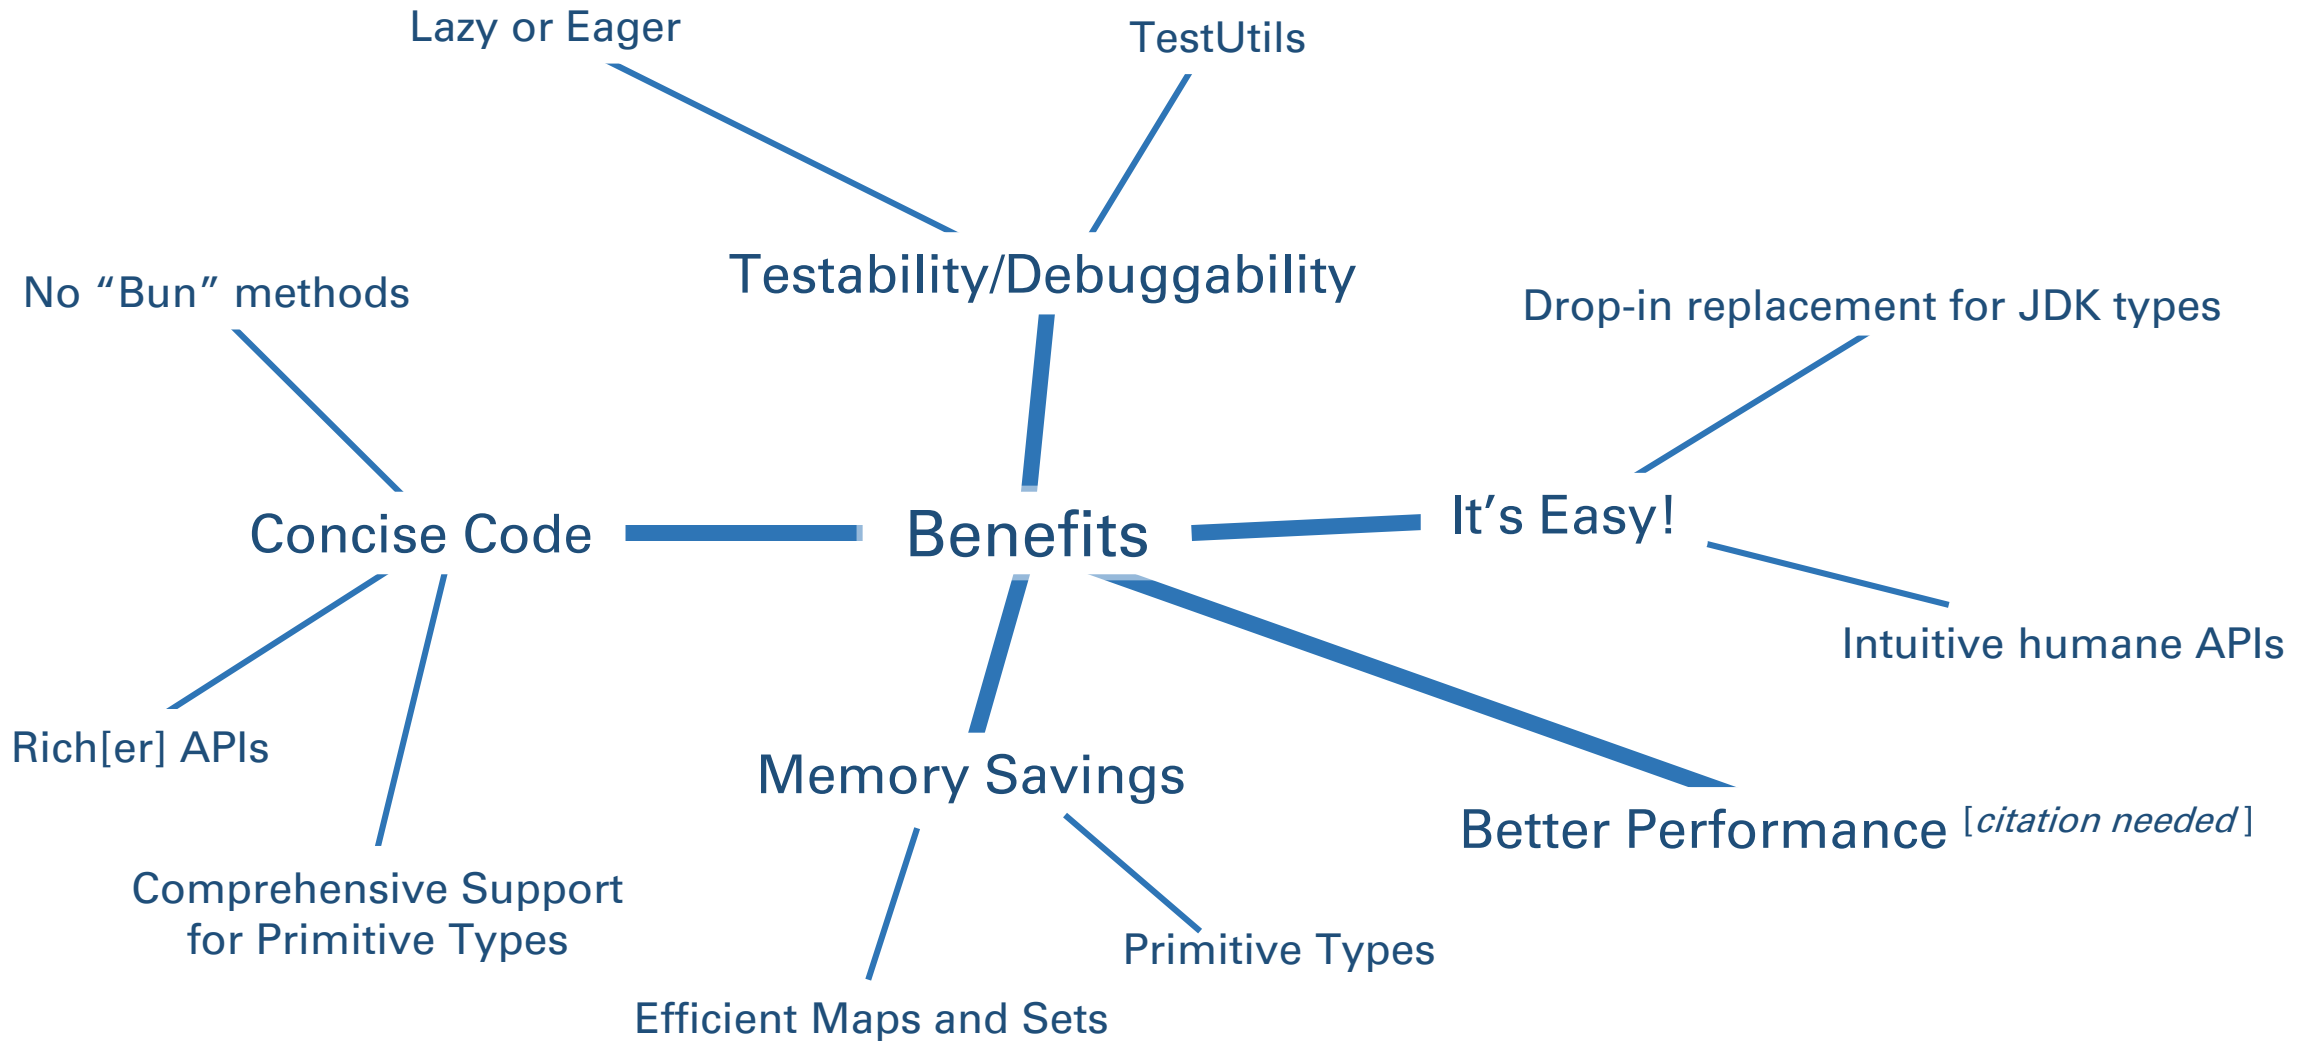 Lazy or Eager
TestUtils
Testability/Debuggability
No “Bun” methods
Drop-in replacement for JDK types
Concise Code
Benefits
It’s Easy!
Intuitive humane APIs
Rich[er] APIs
Memory Savings
Better Performance [citation needed]
Comprehensive Support
for Primitive Types
Primitive Types
Efficient Maps and Sets